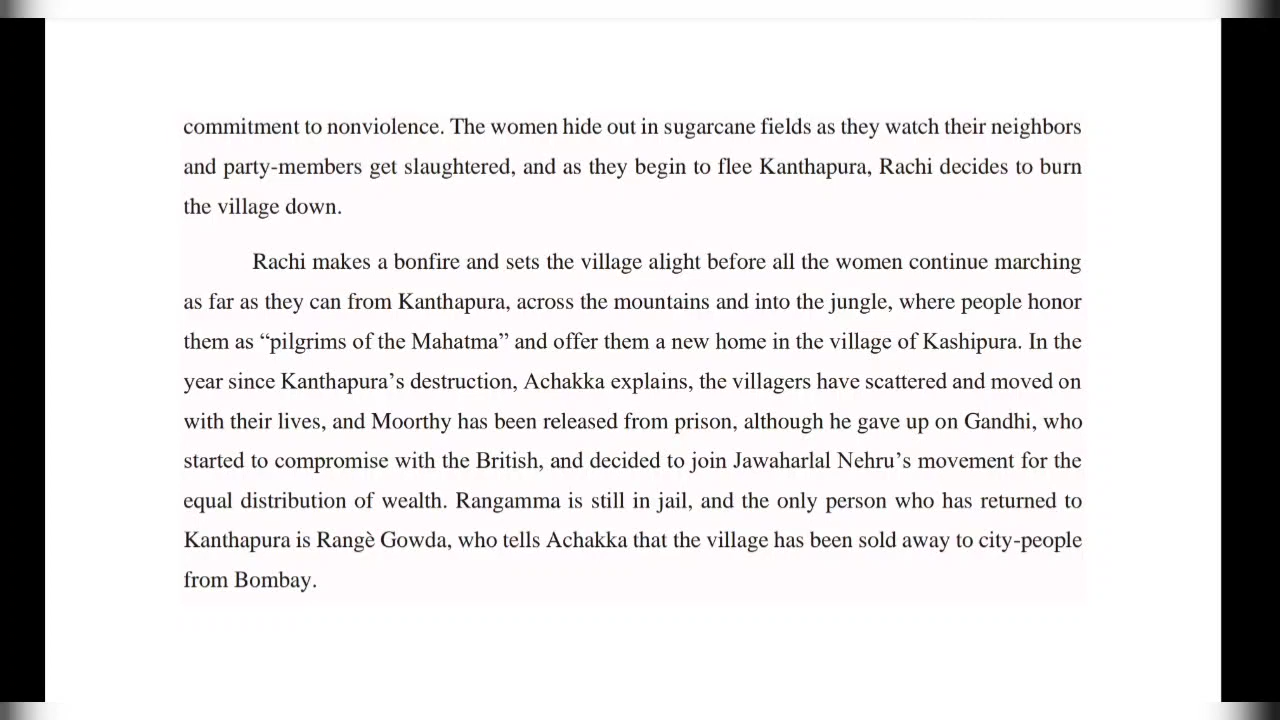 commitment to nonviolence. The women hide out in sugarcane fields as they watch their neighbors
and party-members get slaughtered, and as they begin to flee Kanthapura, Rachi decides to burn
the village down.
Rachi makes a bonfire and sets the village alight before all the women continue marching
as far as they can from Kanthapura, across the mountains and into the jungle, where people honor
them as “pilgrims of the Mahatma” and offer them a new home in the village of Kashipura. In the
year since Kanthapura’s destruction, Achakka explains, the villagers have scattered and moved on
with their lives, and Moorthy has been released from prison, although he gave up on Gandhi, who
started to compromise with the British, and decided to join Jawaharlal Nehru’s movement for the
equal distribution of wealth. Rangamma is still in jail, and the only person who has returned to
Kanthapura is Rangè Gowda, who tells Achakka that the village has been sold away to city-people
from Bombay.